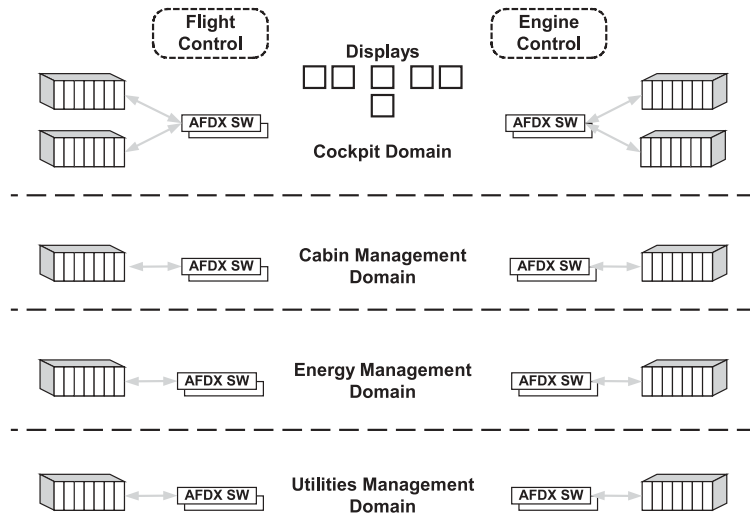 Flight
Control
Displays
Engine
Control
AFDX SW
AFDX SW
Cockpit Domain
AFDX SW
Cabin Management
Domain
AFDX SW
AFDX SW
Energy Management
Domain
AFDX SW
AFDX SW
Utilities Management
Domain
AFDX SW